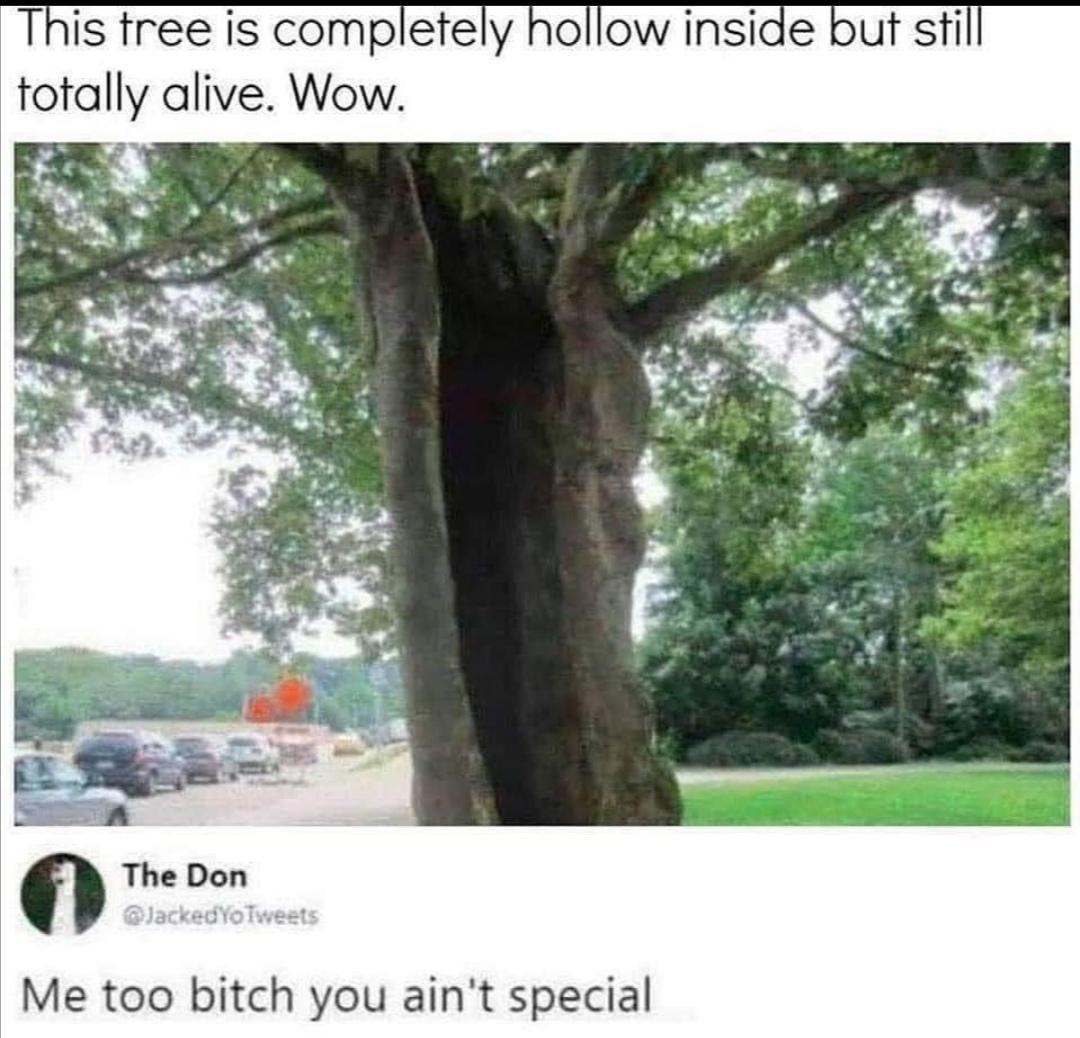 This tree is completely hollow inside but still
totally alive. Wow.
The Don
@JackedYoTweets
Me too bitch you ain't special